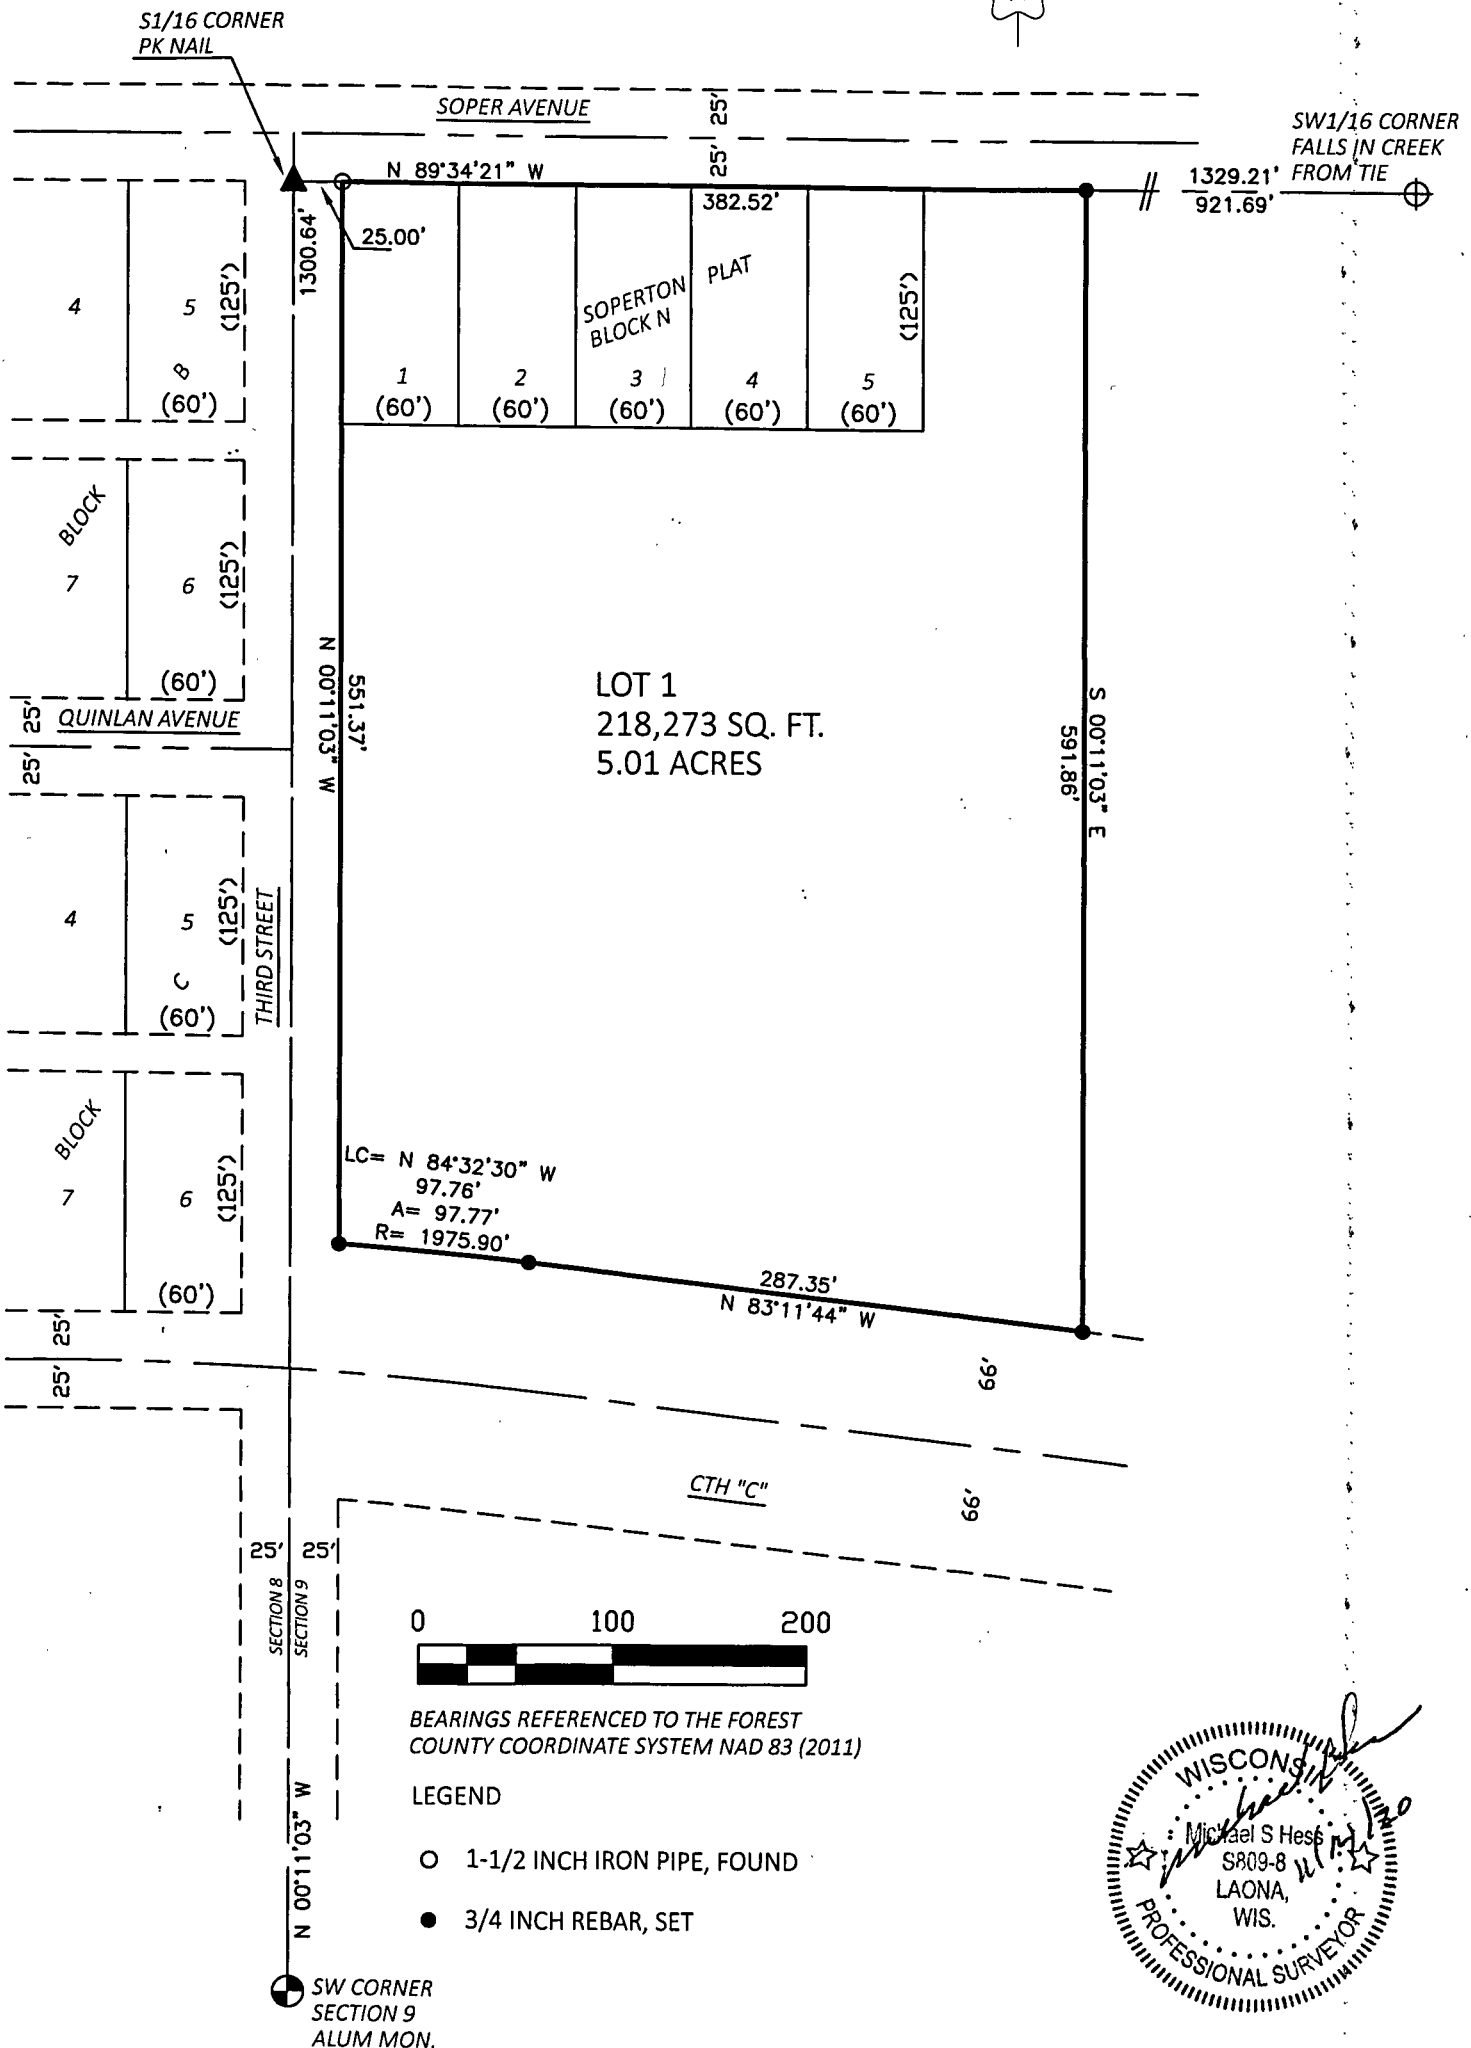 S1/16 CORNER
PK NAIL
SOPER AVENUE
25'
25'
SW1/16 CORNER
FALLS IN CREEK
FROM TIE
N 89°34'21" W
382.52'
1329.21'
921.69'
1300.64'
25.00'
SOPERTON PLAT
BLOCK N
(125')
1
(60')
2
(60')
3
(60')
4
(60')
5
(60')
4
5
(125')
B
(60')
BLOCK
7
6
(125')
(60')
25'
QUINLAN AVENUE
25'
N 00°11'03" W
551.37'
LOT 1
218,273 SQ. FT.
5.01 ACRES
S 00°11'03" E
591.86'
4
5
(125')
C
(60')
THIRD STREET
BLOCK
7
6
(125')
(60')
25'
25'
LC= N 84°32'30" W
97.76'
A= 97.77'
R= 1975.90'
287.35'
N 83°11'44" W
66'
CTH "C"
66'
25' 25'
SECTION 8
SECTION 9
0 100 200
BEARINGS REFERENCED TO THE FOREST
COUNTY COORDINATE SYSTEM NAD 83 (2011)
LEGEND
1-1/2 INCH IRON PIPE, FOUND
3/4 INCH REBAR, SET
N 00°11'03" W
SW CORNER
SECTION 9
ALUM MON.
WISCONSIN
Michael S Hess
S809-8
LAONA,
WIS.
PROFESSIONAL SURVEYOR